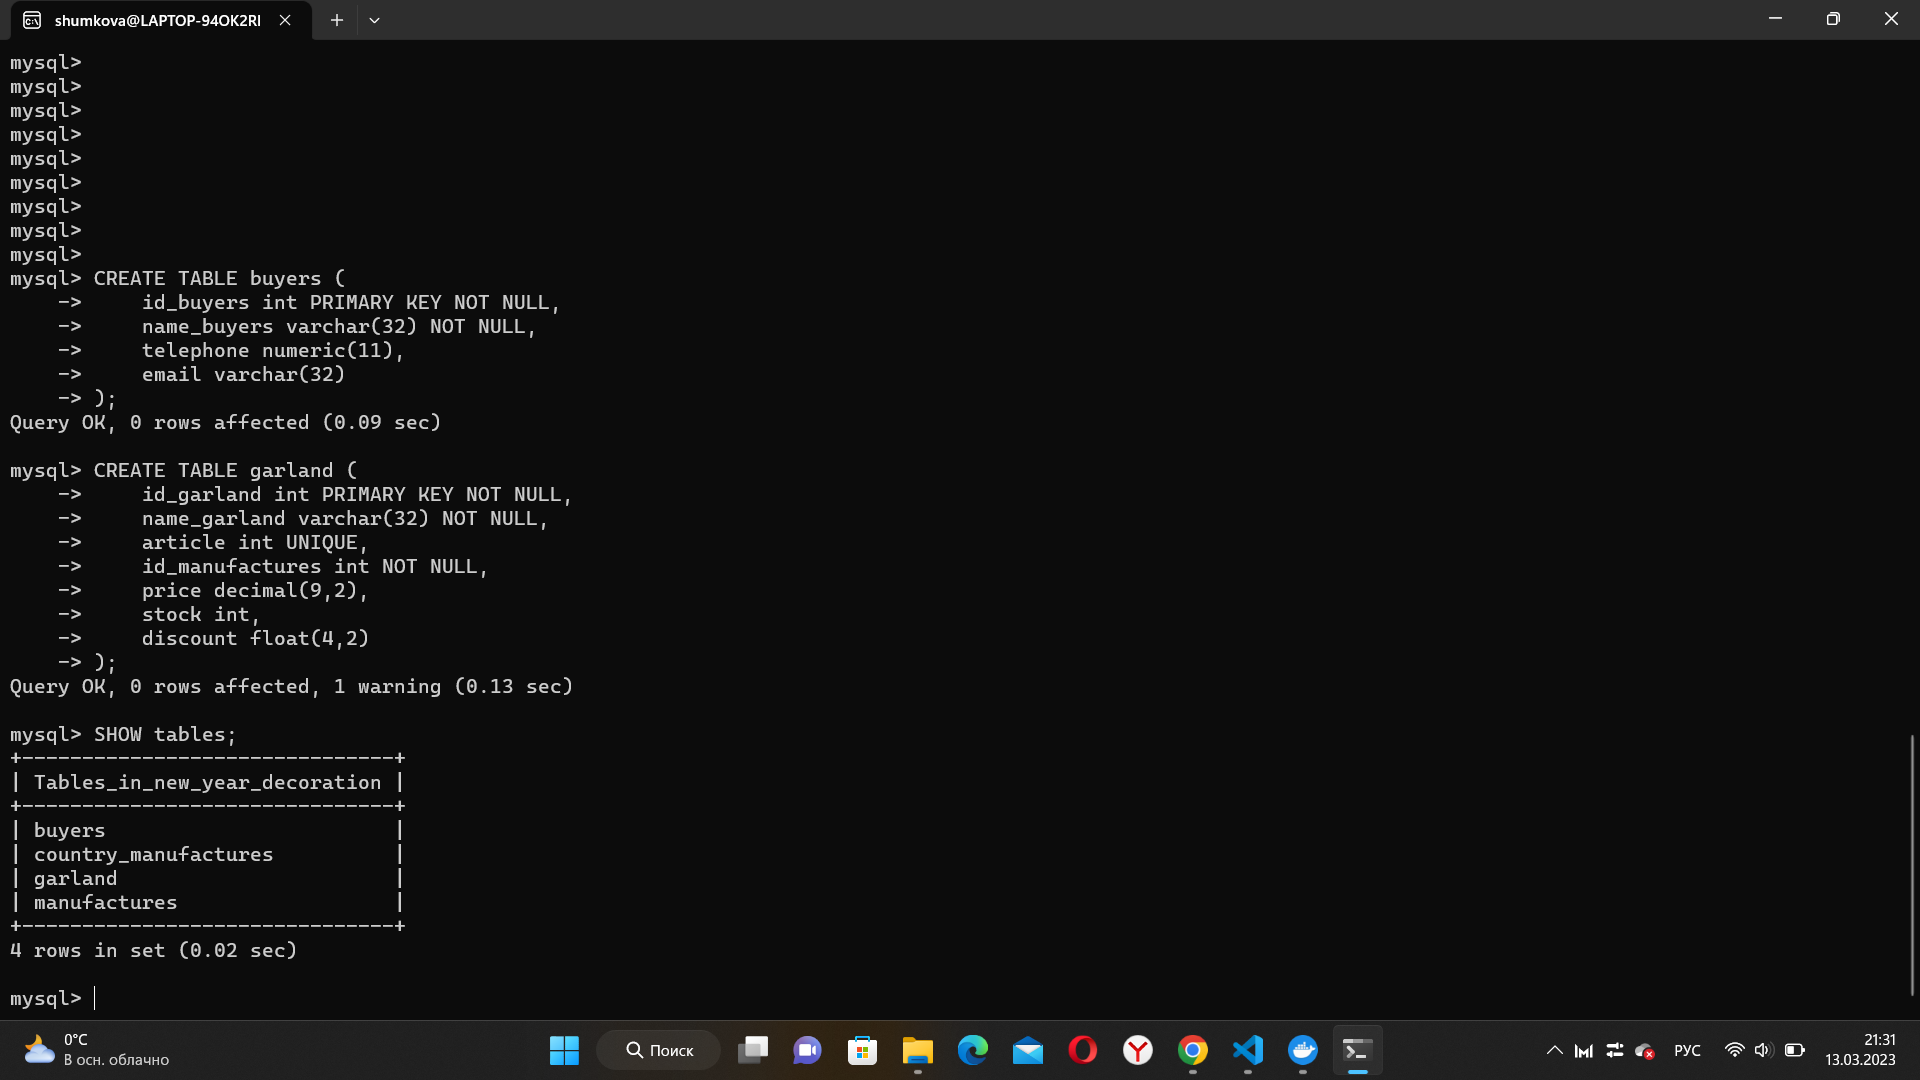 shumkova@LAPTOP-94OK2RI
mysql>
mysql>
mysql>
mysql>
mysql>
mysql>
mysql>
mysql>
mysql>
mysql> CREATE TABLE buyers (
    ->     id_buyers int PRIMARY KEY NOT NULL,
    ->     name_buyers varchar(32) NOT NULL,
    ->     telephone numeric(11),
    ->     email varchar(32)
    -> );
Query OK, 0 rows affected (0.09 sec)
mysql> CREATE TABLE garland (
    ->     id_garland int PRIMARY KEY NOT NULL,
    ->     name_garland varchar(32) NOT NULL,
    ->     article int UNIQUE,
    ->     id_manufactures int NOT NULL,
    ->     price decimal(9,2),
    ->     stock int,
    ->     discount float(4,2)
    -> );
Query OK, 0 rows affected, 1 warning (0.13 sec)
mysql> SHOW tables;
+-------------------------------+
| Tables_in_new_year_decoration |
+-------------------------------+
| buyers                        |
| country_manufactures          |
| garland                       |
| manufactures                  |
+-------------------------------+
4 rows in set (0.02 sec)
mysql>
0°C
В осн. облачно
Поиск
РУС
21:31
13.03.2023